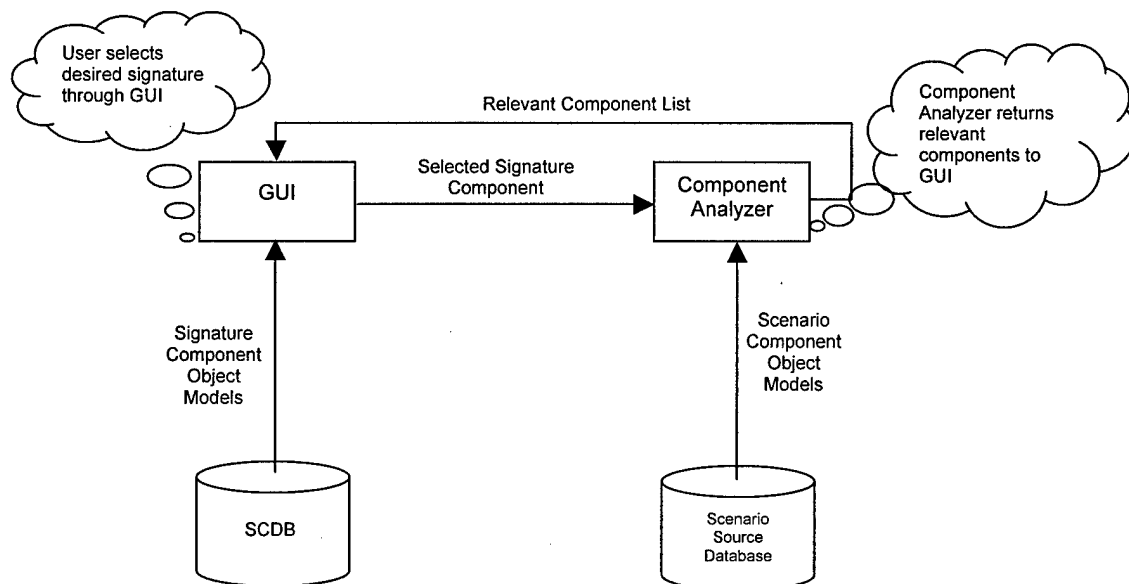 User selects
desired signature
through GUI
Relevant Component List
Component
Analyzer returns
relevant
components to
GUI
GUI
Selected Signature
Component
Component
Analyzer
Signature
Component
Object
Models
Scenario
Component
Object
Models
SCDB
Scenario
Source
Database